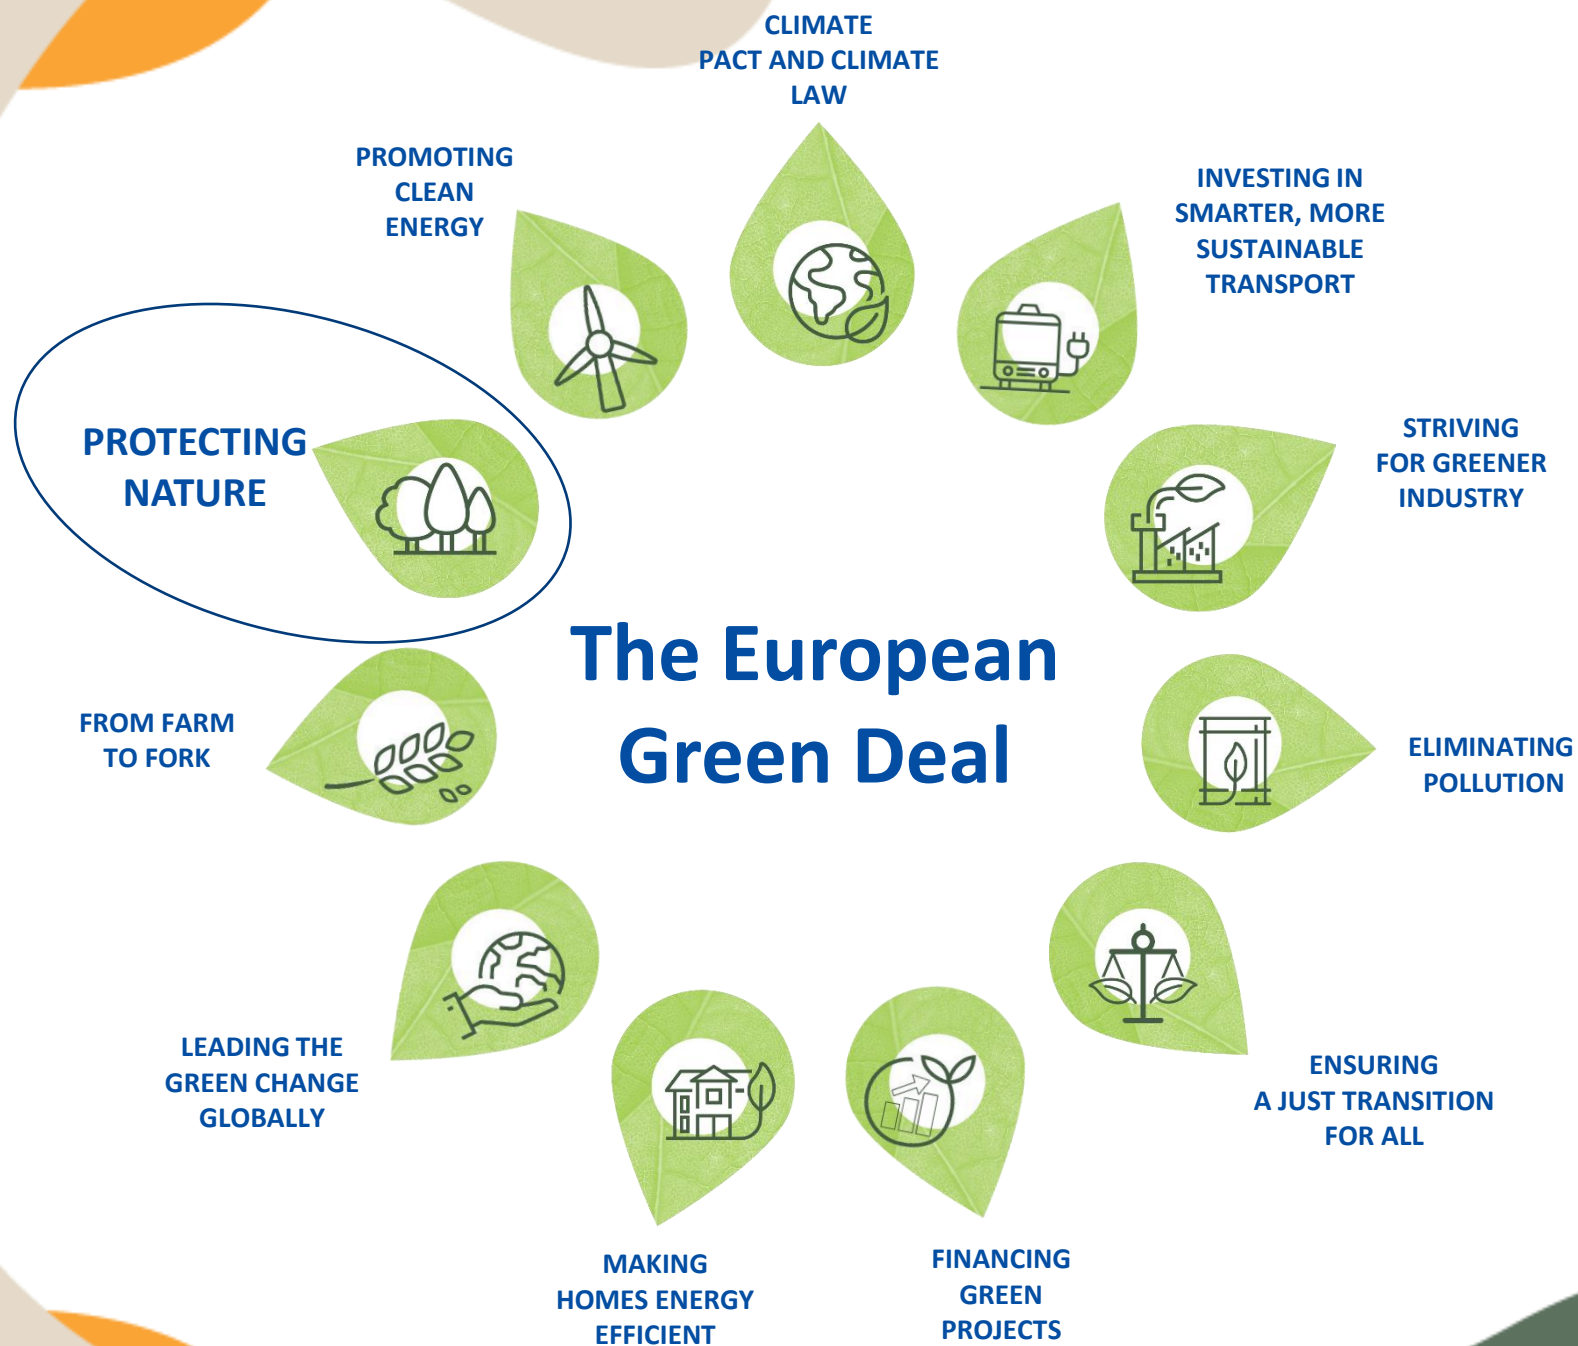 CLIMATE
PACT AND CLIMATE
LAW
PROMOTING
CLEAN
ENERGY
INVESTING IN
SMARTER, MORE
SUSTAINABLE
TRANSPORT
PROTECTING
NATURE
STRIVING
FOR GREENER
INDUSTRY
The European
Green Deal
FROM FARM
TO FORK
ELIMINATING
POLLUTION
LEADING THE
GREEN CHANGE
GLOBALLY
ENSURING
A JUST TRANSITION
FOR ALL
MAKING
HOMES ENERGY
EFFICIENT
FINANCING
GREEN
PROJECTS